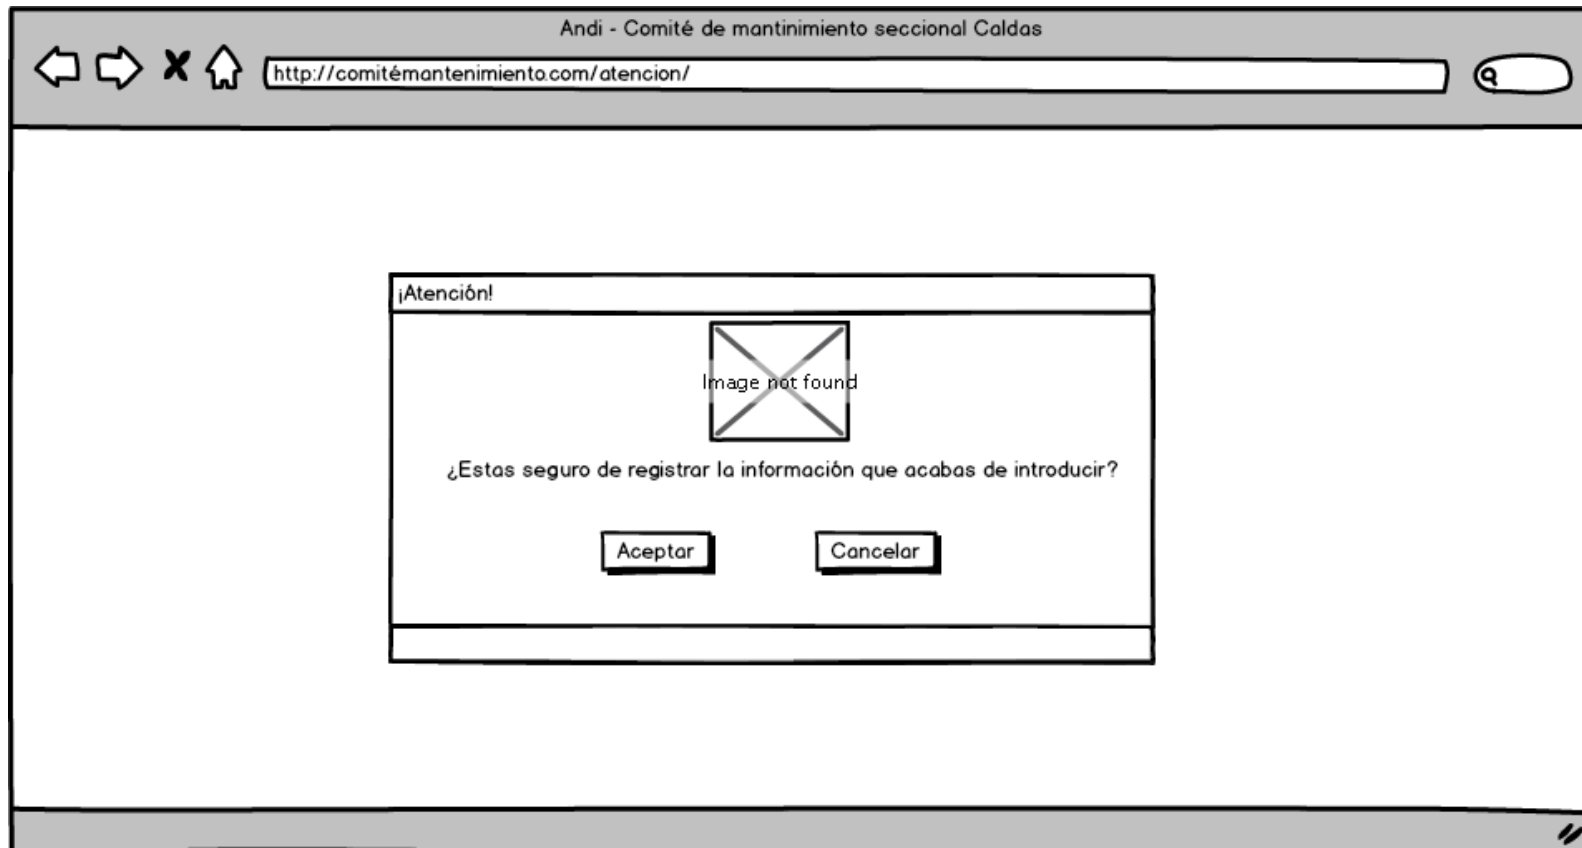 Andi - Comité de mantinimiento seccional Caldas
http://comitémantenimiento.com/atencion/
¡Atención!
Image not found
¿Estas seguro de registrar la información que acabas de introducir?
Aceptar
Cancelar